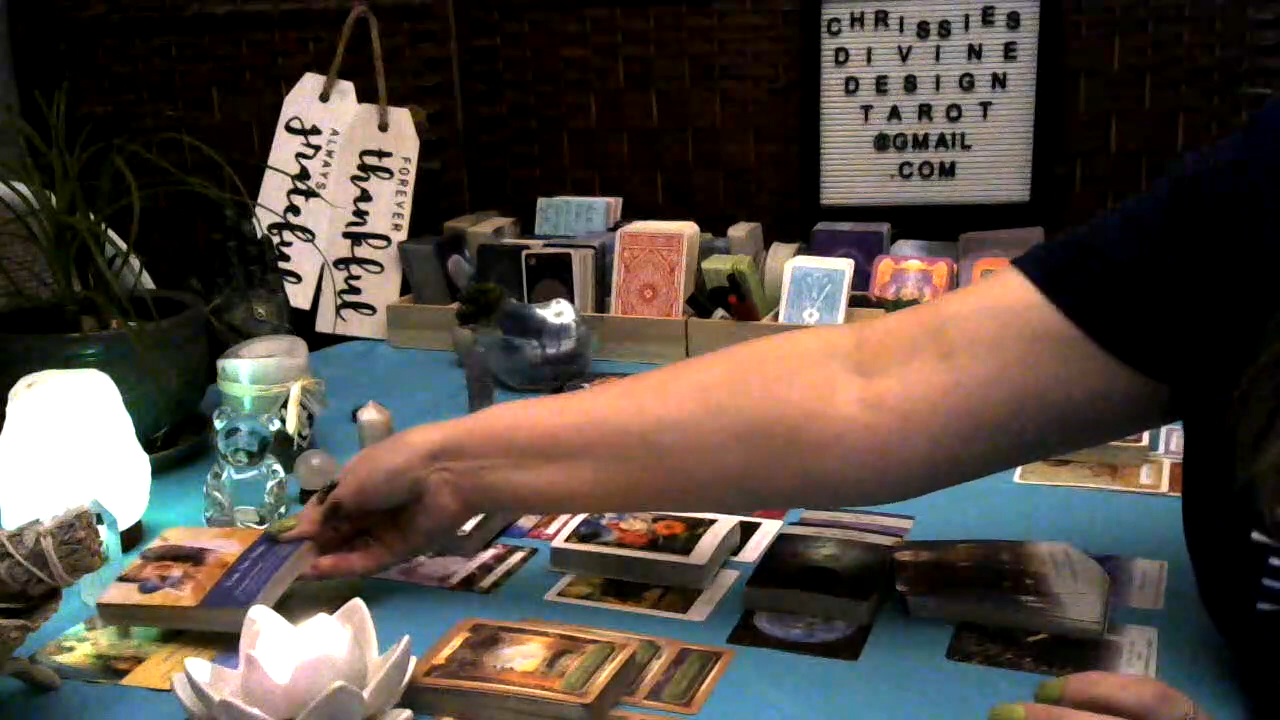 CHRISSIES
DIVINE
DESIGN
TAROT
@GMAIL
.COM
ALWAYS
grateful
FOREVER
thankful